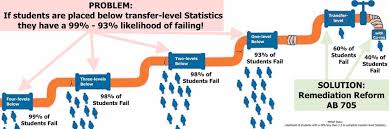 PROBLEM:
If students are placed below transfer-level Statistics
they have a 99% - 93% likelihood of failing!
Four-levels
Below
99% of
Students Fail
Three-levels
Below
98% of
Students Fail
Two-levels
Below
98% of
Students Fail
One-level
Below
93% of
Students Fail
Transfer-
level
60% of
Students
Fail
with
40% of
Students
Fail
SOLUTION:
Remediation Reform
AB 705